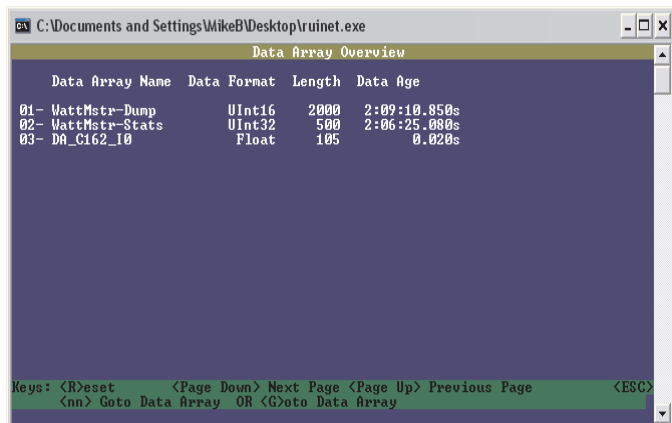 C:\Documents and Settings\MikeB\Desktop\ruinet.exe
Data Array Overview
Data Array Name Data Format Length Data Age
01- WattMstr-Dump UInt16 2000 2:09:10.850s
02- WattMstr-Stats UInt32 500 2:06:25.080s
03- DA_C162_I0 Float 105 0.020s
Keys: <R>eset <Page Down> Next Page <Page Up> Previous Page <ESC>
<nn> Goto Data Array OR <G>oto Data Array